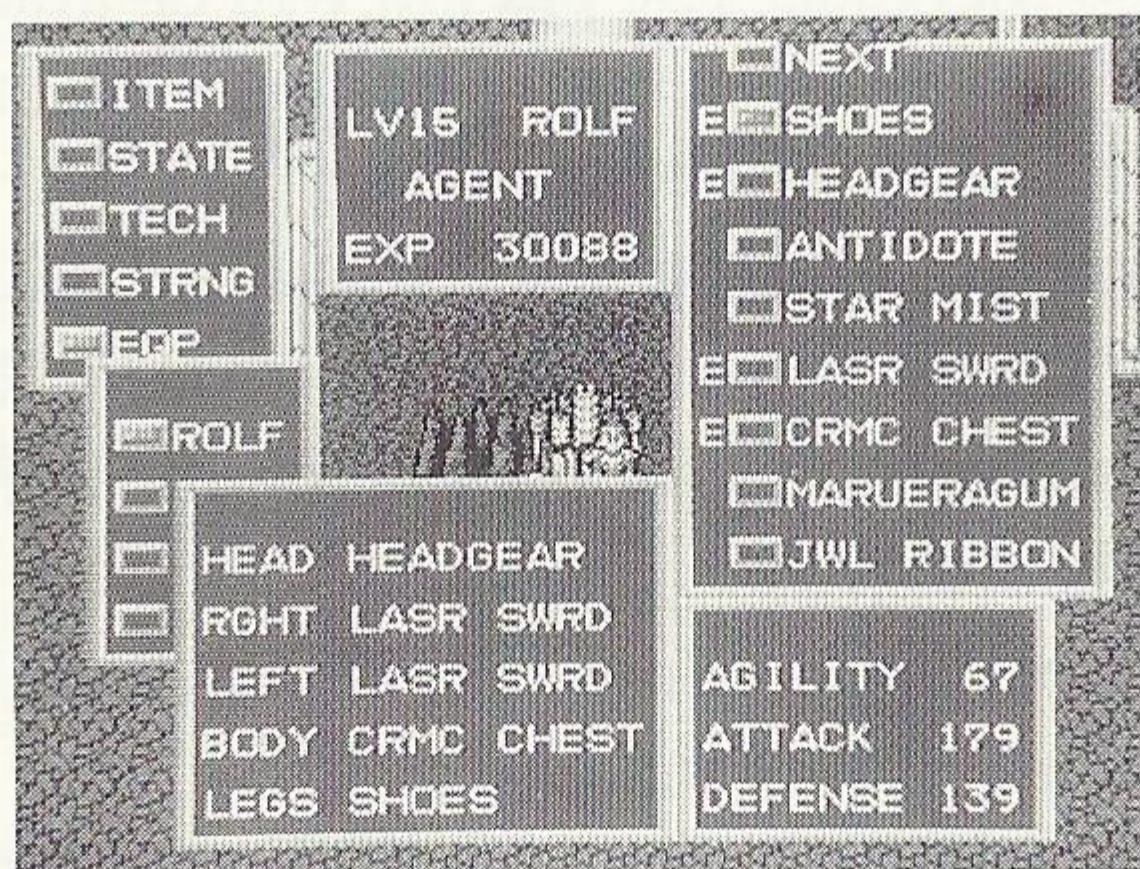 ITEM
STATE
TECH
STRNG
EQP
ROLF
LV15 ROLF
AGENT
EXP 30088
NEXT
E SHOES
E HEADGEAR
ANTIDOTE
STAR MIST
E LASR SWRD
E CRMC CHEST
MARUERAGUM
JWL RIBBON
HEAD HEADGEAR
RGHT LASR SWRD
LEFT LASR SWRD
BODY CRMC CHEST
LEGS SHOES
AGILITY 67
ATTACK 179
DEFENSE 139